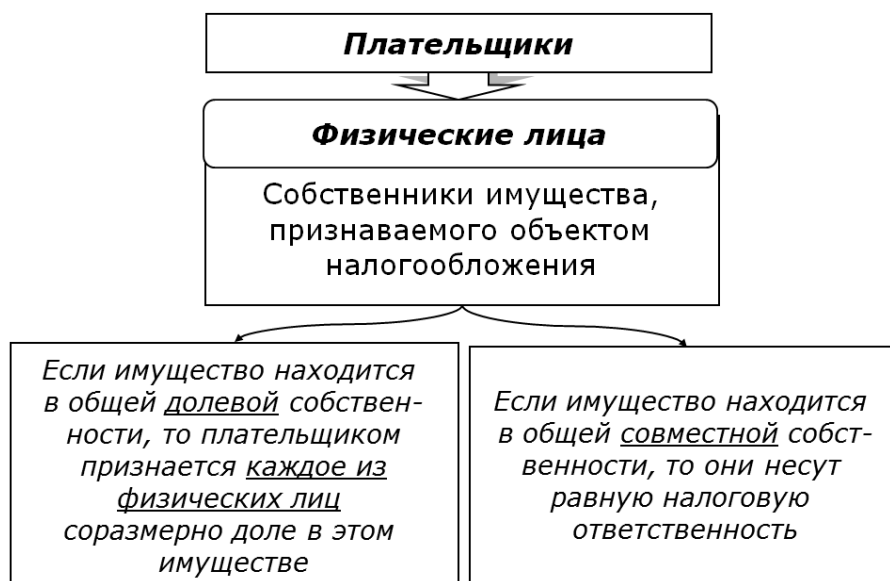 Плательщики
Физические лица
Собственники имущества,
признаваемого объектом
налогообложения
Если имущество находится
в общей долевой собствен-
ности, то плательщиком
признается каждое из
физических лиц
соразмерно доле в этом
имуществе
Если имущество находится
в общей совместной собст-
венности, то они несут
равную налоговую
ответственность